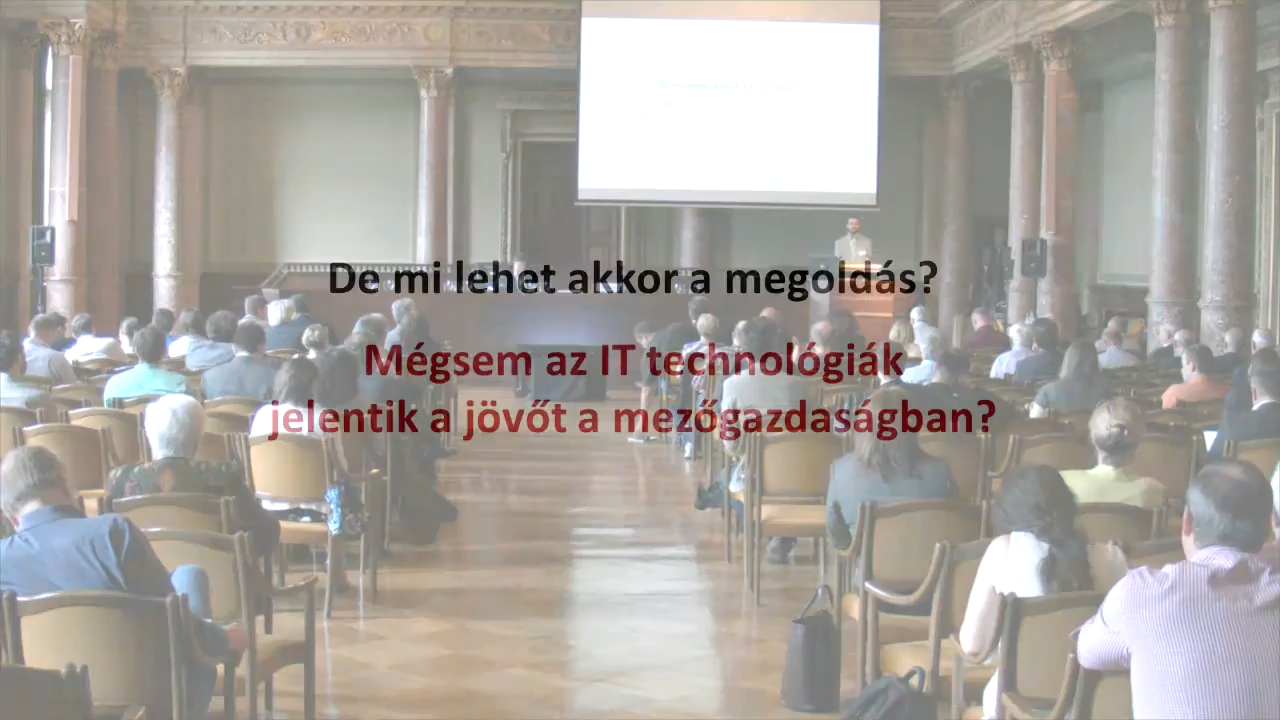 De mi lehet akkor a megoldás?
Mégsem az IT technológiák
jelentik a jövőt a mezőgazdaságban?